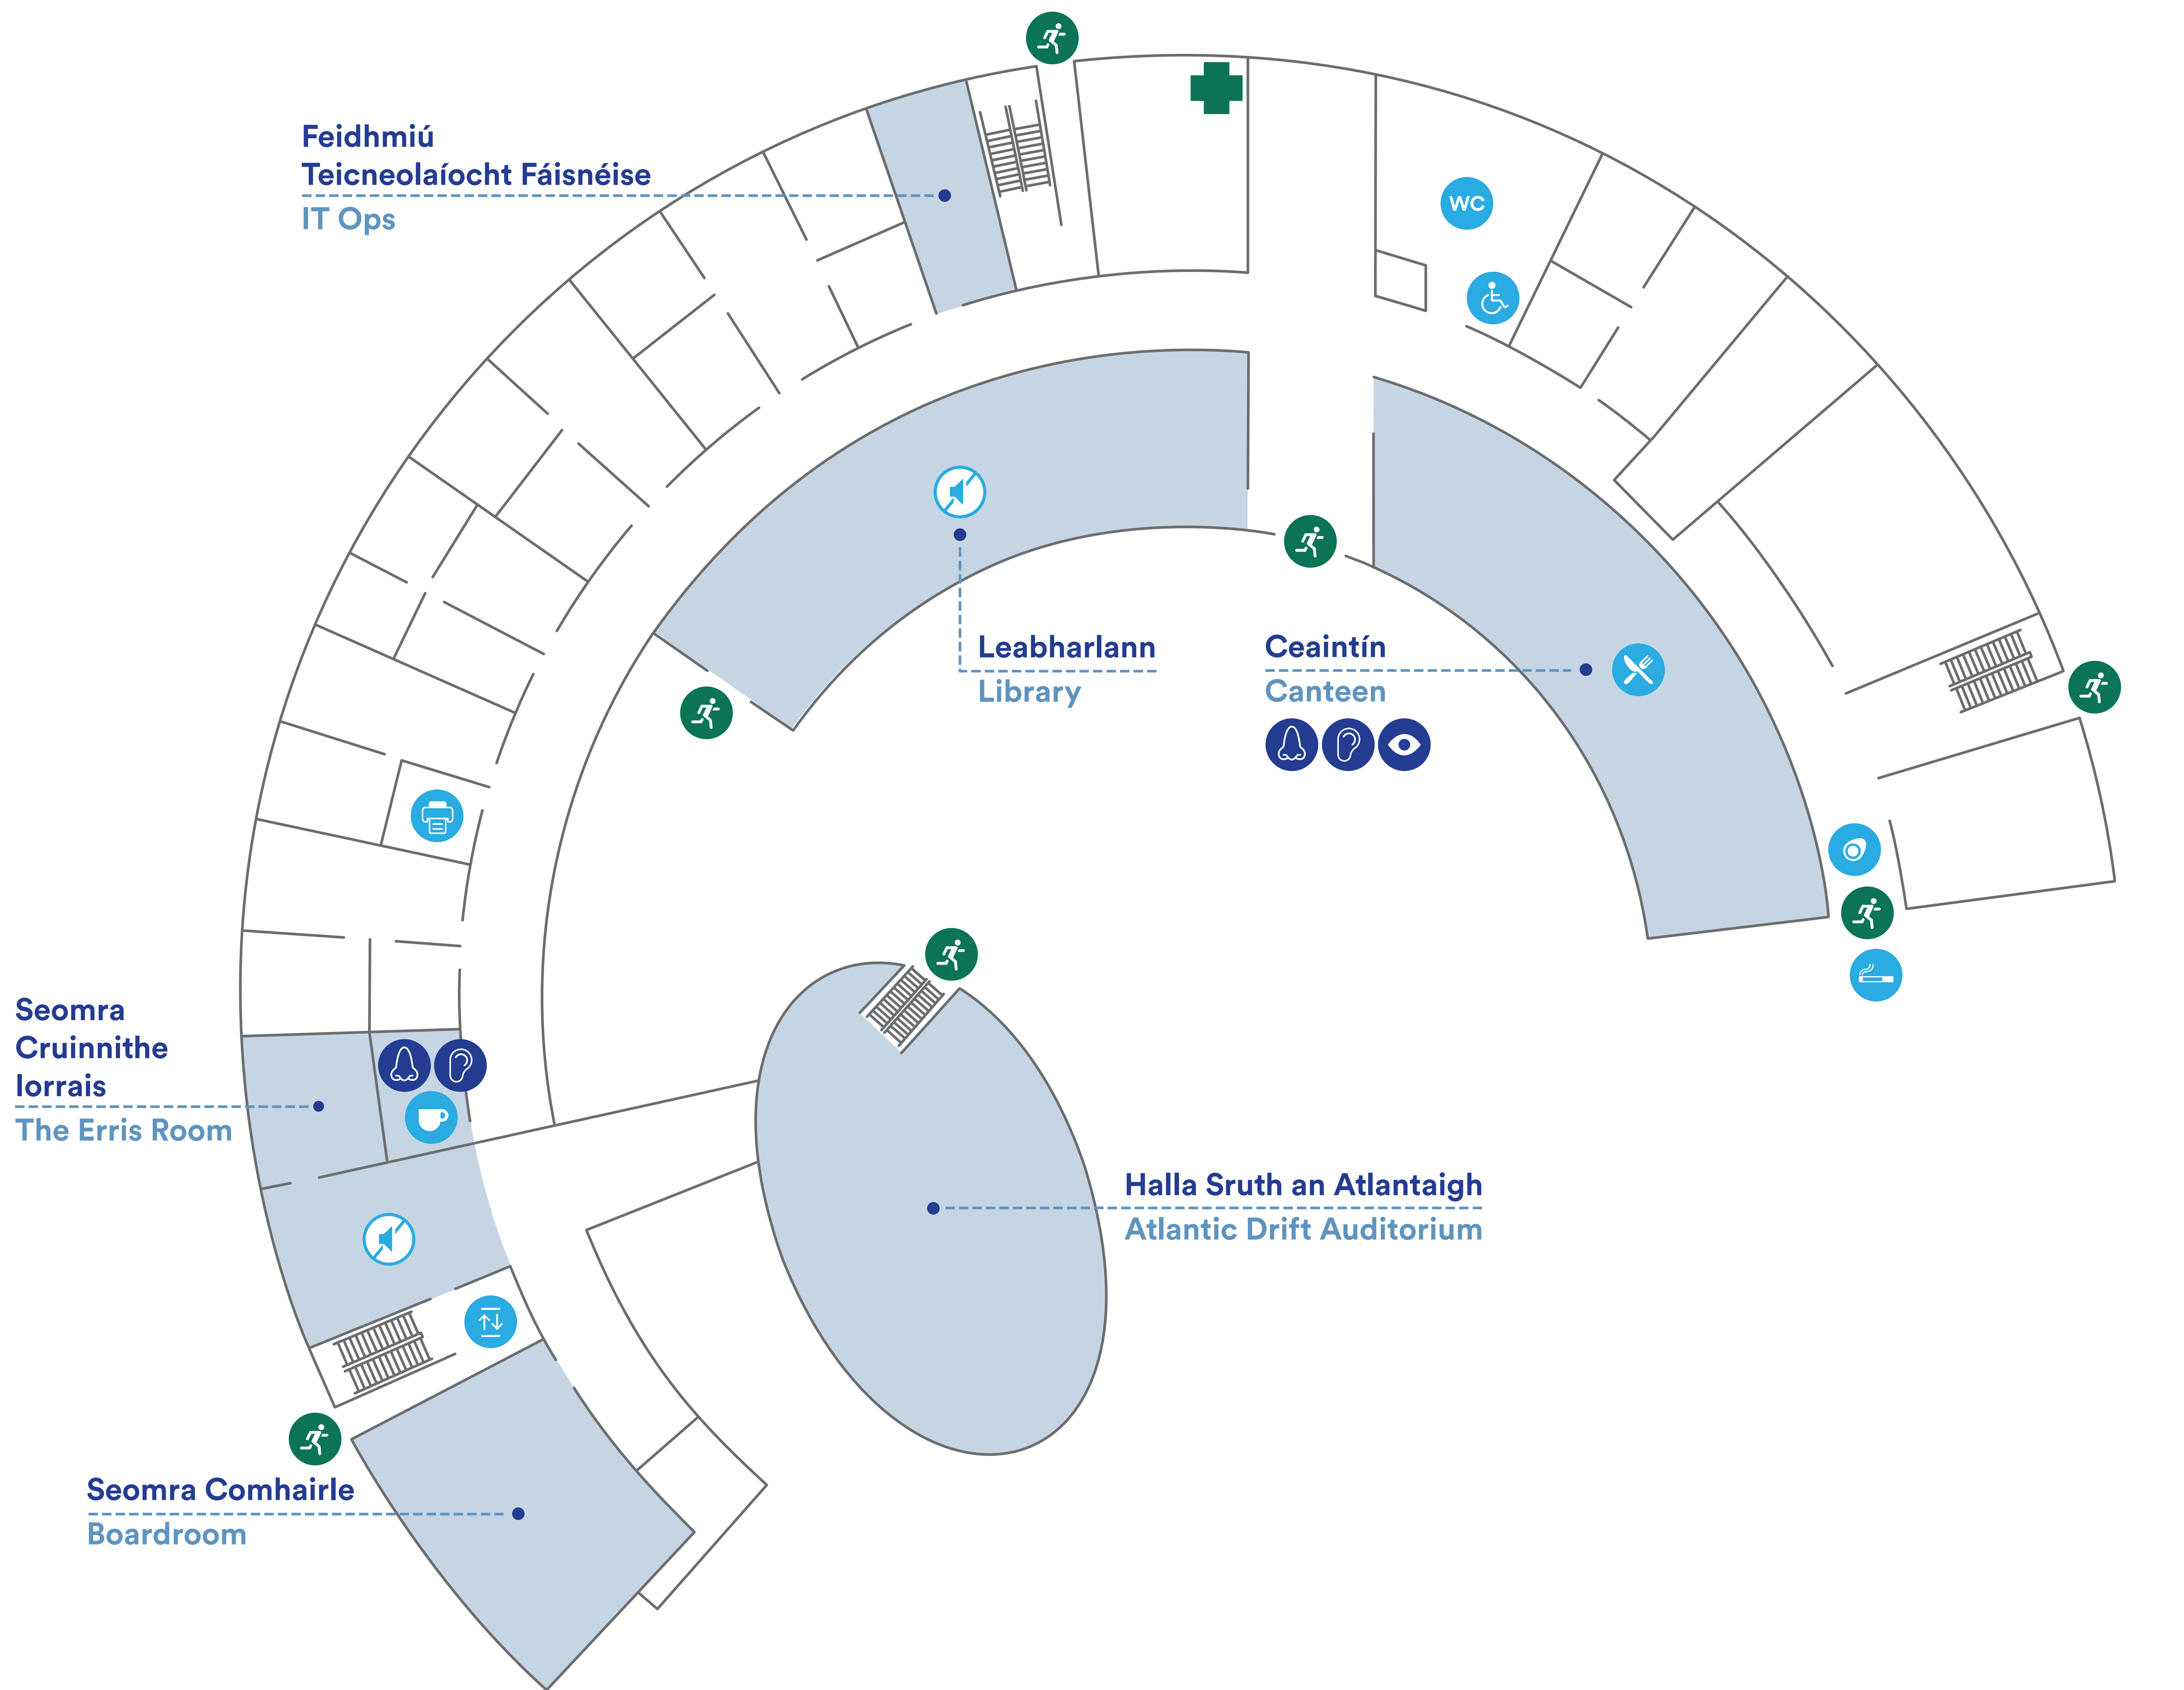 Feidhmiú
Teicneolaíocht Fáisnéise
IT Ops
WC
Leabharlann
Library
Ceaintín
Canteen
Seomra
Cruinnithe
Iorrais
The Erris Room
Halla Sruth an Atlantaigh
Atlantic Drift Auditorium
Seomra Comhairle
Boardroom